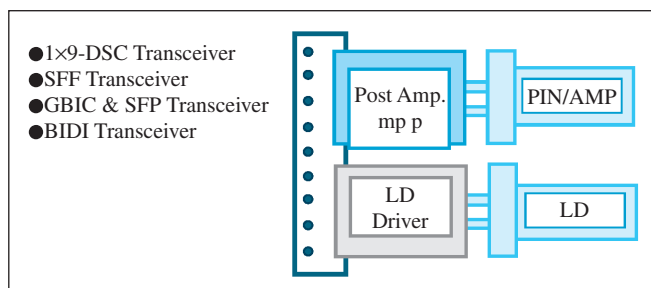 ●1×9-DSC Transceiver
●SFF Transceiver
●GBIC & SFP Transceiver
●BIDI Transceiver
Post Amp.
mp p
PIN/AMP
LD
Driver
LD